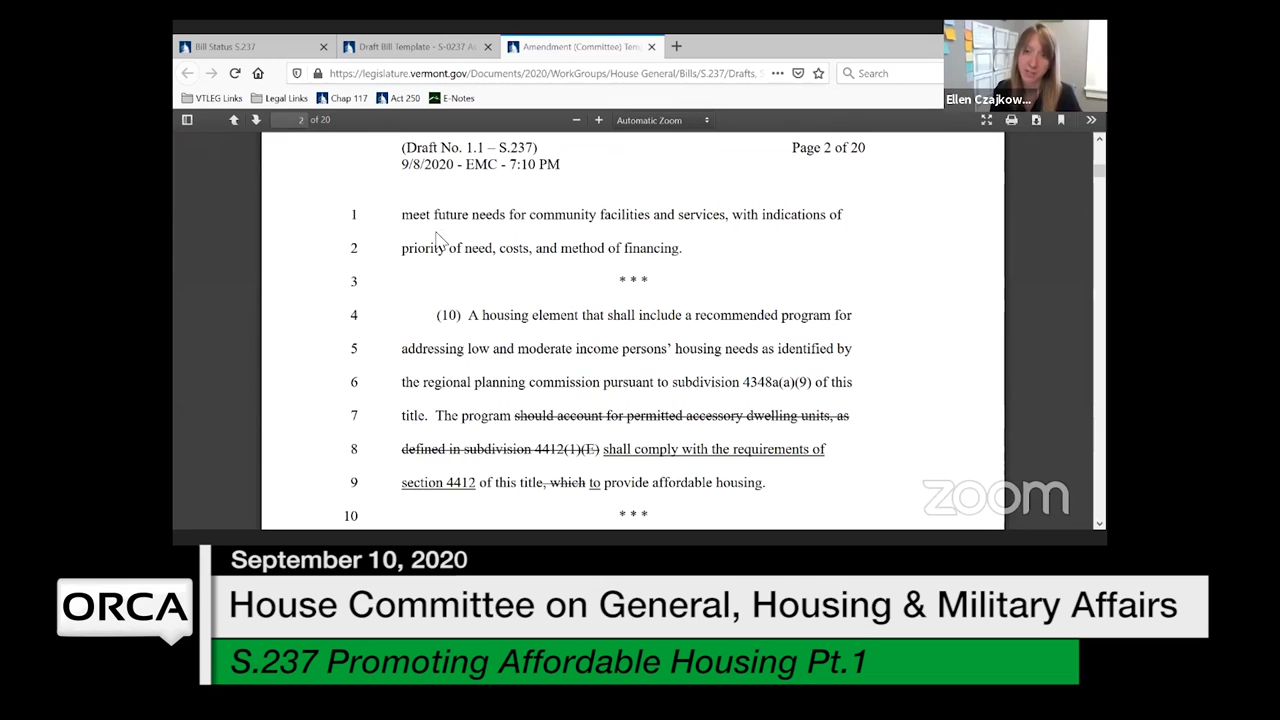 Bill Status S.237
Draft Bill Template - S-0237 As
Amendment (Committee) Tem
https://legislature.vermont.gov/Documents/2020/WorkGroups/House General/Bills/S.237/Drafts, S
Search
VTLEG Links
Legal Links
Chap 117
Act 250
E-Notes
Ellen Czajkow...
2 of 20
Automatic Zoom
(Draft No. 1.1 – S.237)
Page 2 of 20
9/8/2020 - EMC - 7:10 PM
1 meet future needs for community facilities and services, with indications of
2 priority of need, costs, and method of financing.
3 * * *
4 (10) A housing element that shall include a recommended program for
5 addressing low and moderate income persons’ housing needs as identified by
6 the regional planning commission pursuant to subdivision 4348a(a)(9) of this
7 title. The program should account for permitted accessory dwelling units, as
8 defined in subdivision 4412(1)(E) shall comply with the requirements of
9 section 4412 of this title, which to provide affordable housing.
10 * * *
zoom
September 10, 2020
ORCA
House Committee on General, Housing & Military Affairs
S.237 Promoting Affordable Housing Pt.1